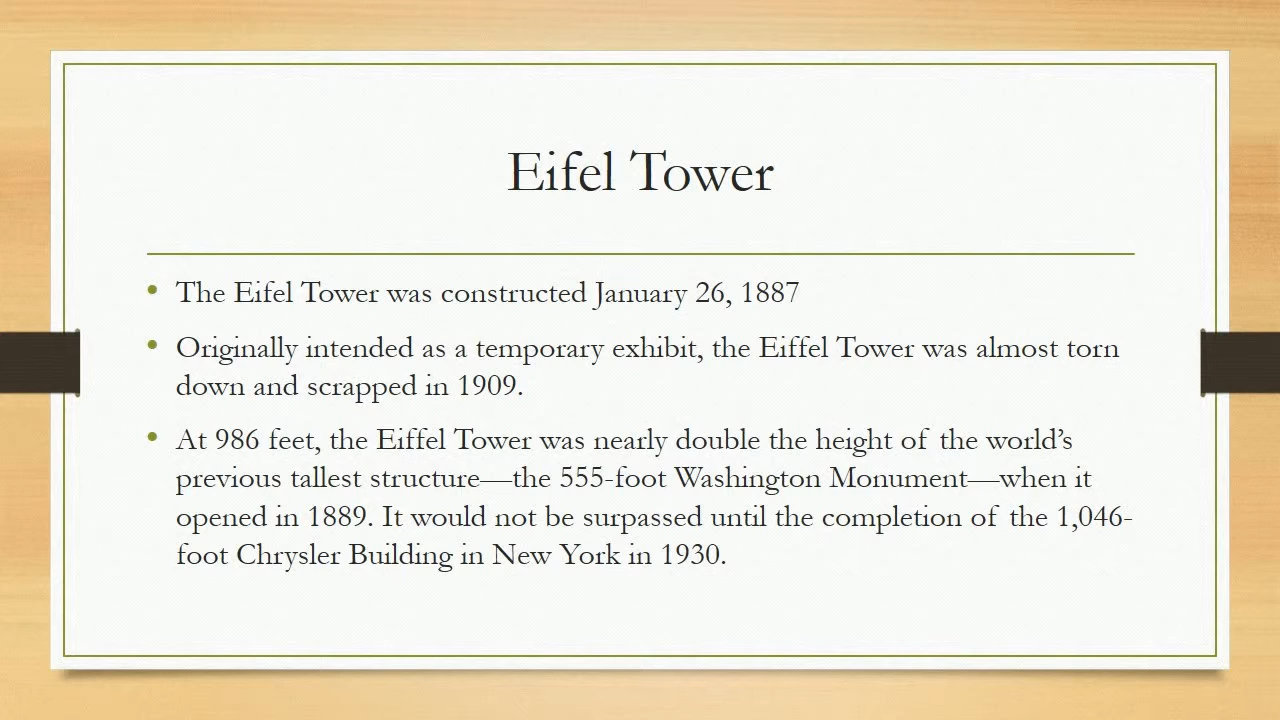 Eifel Tower
• The Eifel Tower was constructed January 26, 1887
• Originally intended as a temporary exhibit, the Eiffel Tower was almost torn
down and scrapped in 1909.
• At 986 feet, the Eiffel Tower was nearly double the height of the world’s
previous tallest structure—the 555-foot Washington Monument—when it
opened in 1889. It would not be surpassed until the completion of the 1,046-
foot Chrysler Building in New York in 1930.